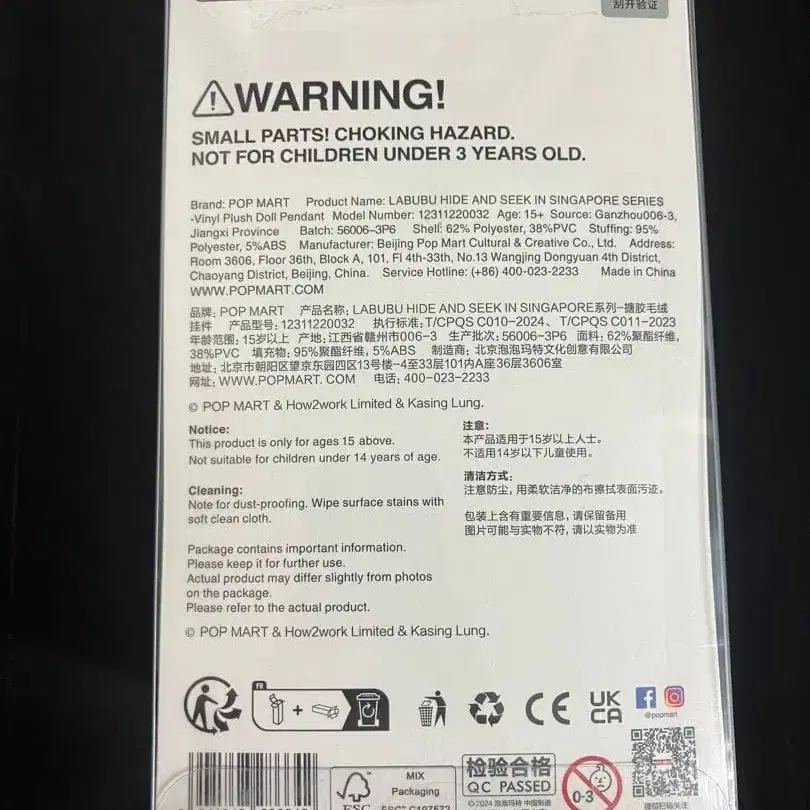 刮开验证
WARNING!
SMALL PARTS! CHOKING HAZARD.
NOT FOR CHILDREN UNDER 3 YEARS OLD.
Brand: POP MART Product Name: LABUBU HIDE AND SEEK IN SINGAPORE SERIES
-Vinyl Plush Doll Pendant Model Number: 12311220032 Age: 15+ Source: Ganzhou006-3,
Jiangxi Province Batch: 56006-3P6 Shell: 62% Polyester, 38%PVC Stuffing: 95%
Polyester, 5%ABS Manufacturer: Beijing Pop Mart Cultural & Creative Co., Ltd. Address:
Room 3606, Floor 36th, Block A, 101, Fl 4th-33th, No.13 Wangjing Dongyuan 4th District,
Chaoyang District, Beijing, China. Service Hotline: (+86) 400-023-2233 Made in China
WWW.POPMART.COM
品牌: POP MART 产品名称: LABUBU HIDE AND SEEK IN SINGAPORE系列-搪胶毛绒
挂件 产品型号: 12311220032 执行标准: T/CPQS C010-2024、T/CPQS C011-2023
年龄范围: 15岁以上 产地: 江西省赣州市006-3 生产批次: 56006-3P6 面料: 62%聚酯纤维,
38%PVC 填充物: 95%聚酯纤维, 5%ABS 制造商: 北京泡泡玛特文化创意有限公司
地址: 北京市朝阳区望京东园四区13号楼-4至33层101内A座36层3606室
网址: WWW.POPMART. COM 电话: 400-023-2233
© POP MART & How2work Limited & Kasing Lung.
Notice:
This product is only for ages 15 above.
Not suitable for children under 14 years of age.
Cleaning:
Note for dust-proofing. Wipe surface stains with
soft clean cloth.
Package contains important information.
Please keep it for further use.
Actual product may differ slightly from photos
on the package.
Please refer to the actual product.
© POP MART & How2work Limited & Kasing Lung.
注意:
本产品适用于15岁以上人士。
不适用14岁以下儿童使用。
清洁方式:
注意防尘, 用柔软洁净的布擦拭表面污迹。
包装上含有重要信息, 请保留备用
图片可能与实物不符, 请以实物为准
FR
+
CE
UK
CA
@popmart
FSC
MIX
Packaging
检验合格
QC PASSED
©2024 泡泡玛特 中国制造
0-3